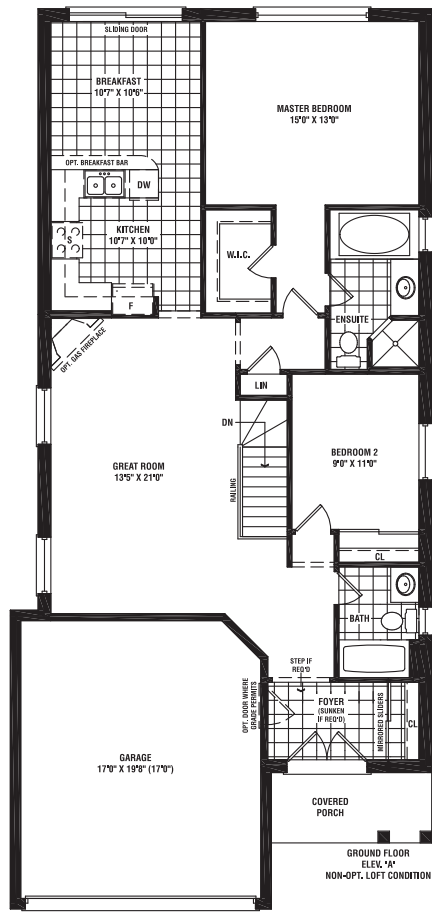 SLIDING DOOR
BREAKFAST
10'7" X 10'6"
MASTER BEDROOM
15'0" X 13'0"
OPT. BREAKFAST BAR
DW
KITCHEN
10'7" X 10'0"
S
W.I.C.
F
ENSUITE
OPT. GAS FIREPLACE
LIN
DN
BEDROOM 2
9'0" X 11'0"
GREAT ROOM
13'5" X 21'0"
RAILING
CL
BATH
STEP IF
REQ'D
FOYER
(SUNKEN
IF REQ'D)
OPT. DOOR WHERE
GRADE PERMITS
MIRRORED SLIDERS
CL
GARAGE
17'0" X 19'8" (17'0")
COVERED
PORCH
GROUND FLOOR
ELEV. 'A'
NON-OPT. LOFT CONDITION